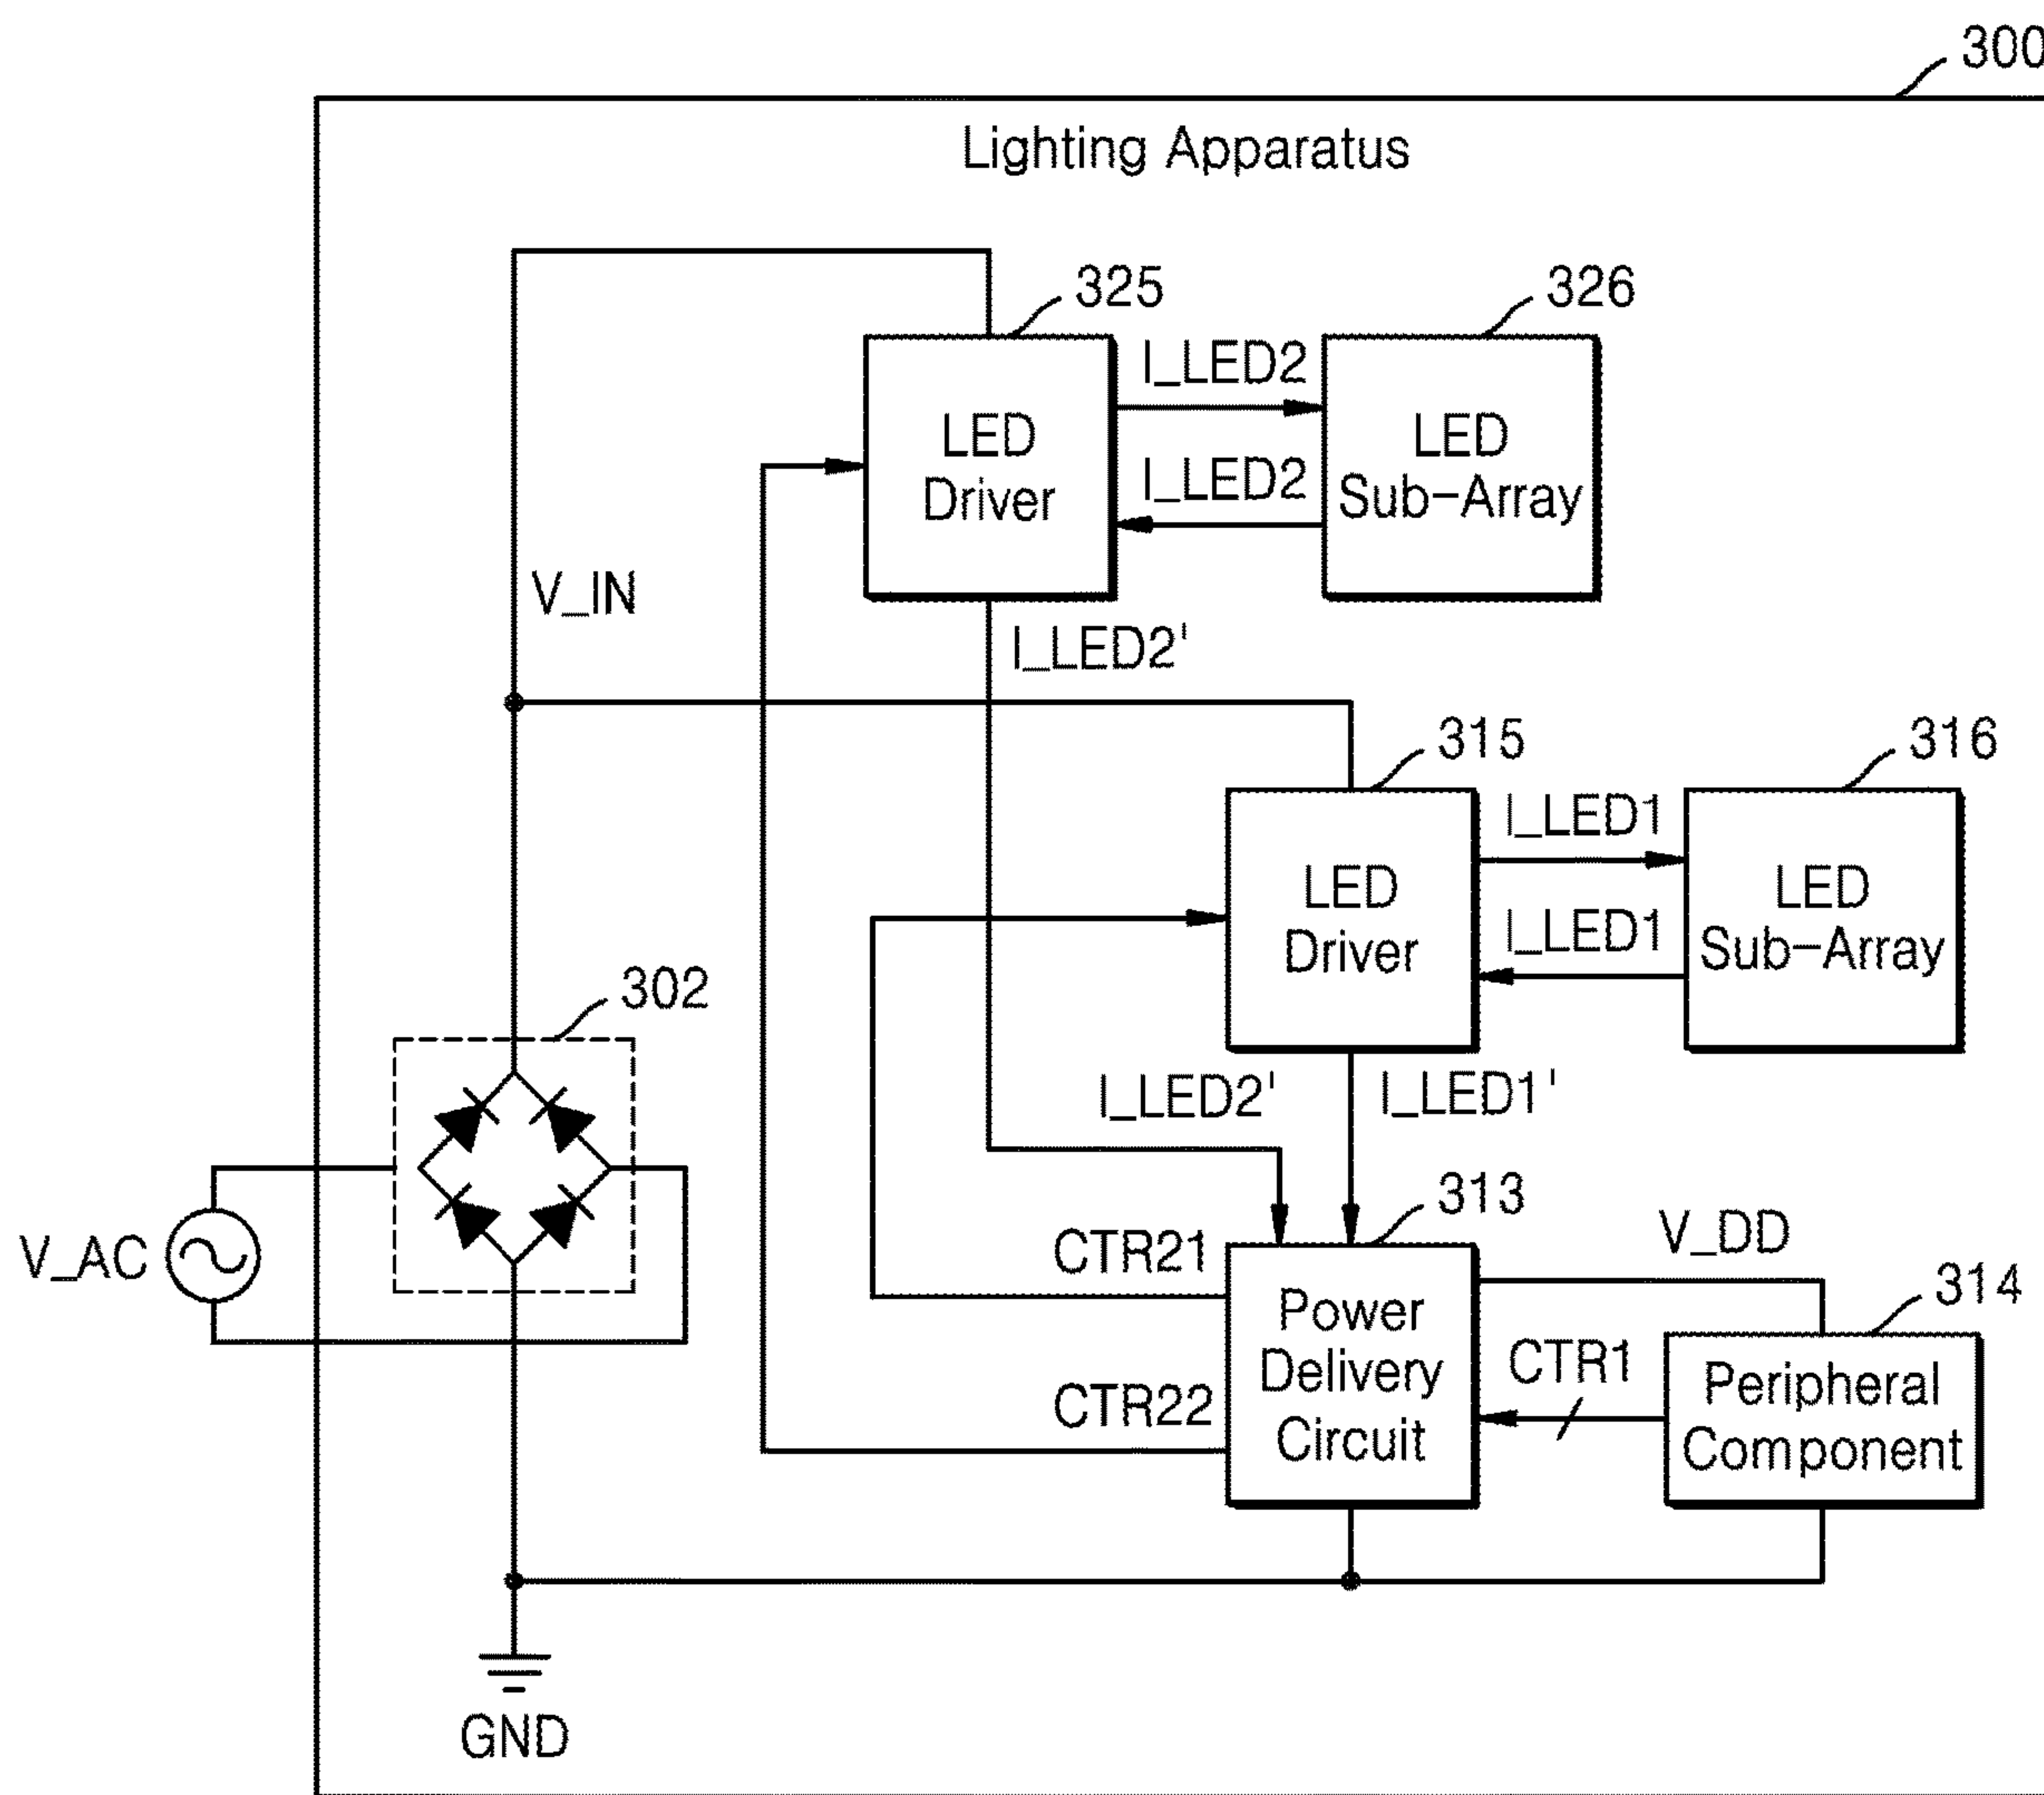 300
Lighting Apparatus
325
326
I_LED2
LED
Driver
I_LED2
LED
Sub-Array
V_IN
I_LED2'
315
316
I_LED1
LED
Driver
I_LED1
LED
Sub-Array
302
I_LED2'
I_LED1'
313
V_AC
CTR21
V_DD
314
Power
Delivery
Circuit
CTR1
Peripheral
Component
CTR22
GND